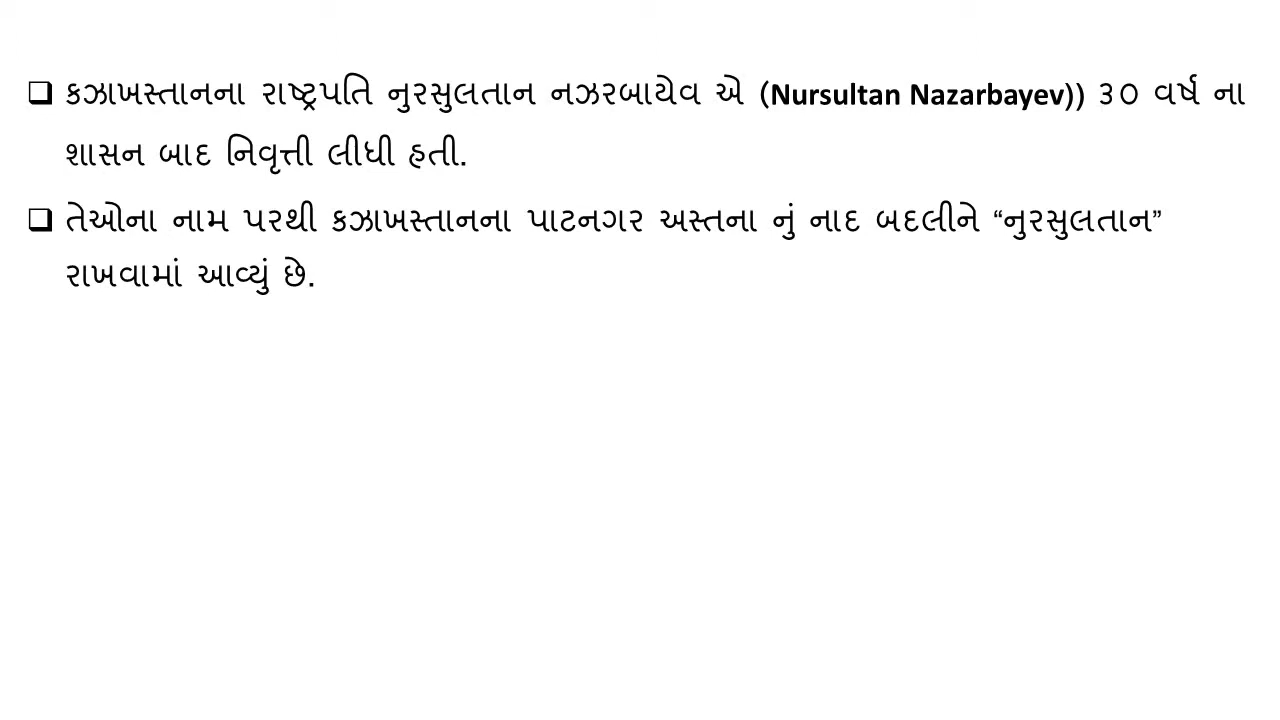 ❑ કઝાખસ્તાનના રાષ્ટ્રપતિ નુરસુલતાન નઝરબાયેવ એ (Nursultan Nazarbayev)) ૩૦ વર્ષ ના
શાસન બાદ નિવૃત્તી લીધી હતી.
❑ તેઓના નામ પરથી કઝાખસ્તાનના પાટનગર અસ્તના નું નાદ બદલીને “નુરસુલતાન”
રાખવામાં આવ્યું છે.